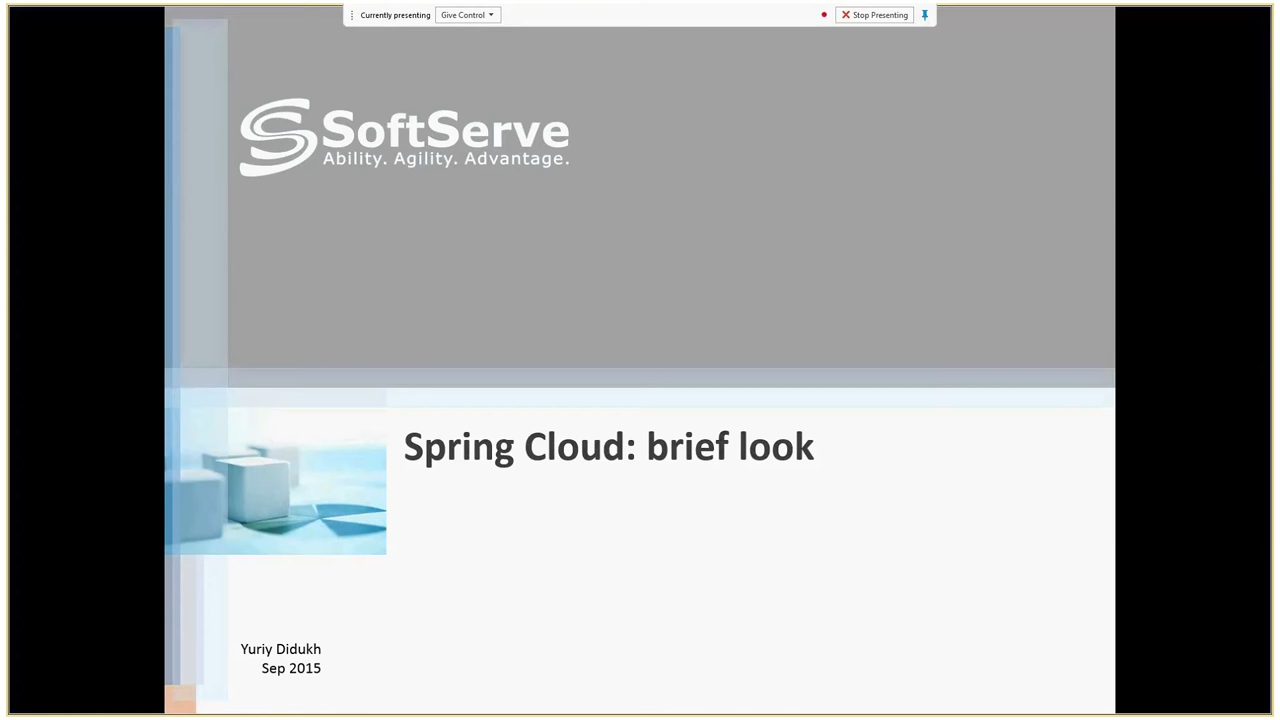 Currently presenting
Give Control
Stop Presenting
SoftServe
Ability. Agility. Advantage.
Spring Cloud: brief look
Yuriy Didukh
Sep 2015